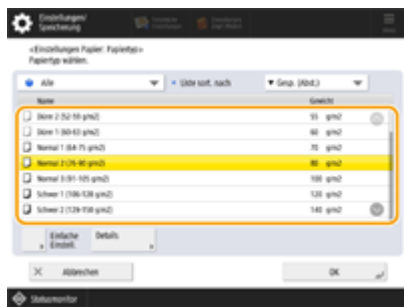 Einstellungen/
Speicherung
<Einstellungen Papier: Papiertyp>
Papiertyp wählen.
Alle
Liste sort. nach
▼ Gesp. (Abst.)
Name
Gewicht
Dünn 2 (52-59 g/m2)
55 g/m2
Dünn 1 (60-63 g/m2)
60 g/m2
Normal 1 (64-75 g/m2)
70 g/m2
Normal 2 (76-90 g/m2)
80 g/m2
Normal 3 (91-105 g/m2)
100 g/m2
Schwer 1 (106-128 g/m2)
120 g/m2
Schwer 2 (129-150 g/m2)
140 g/m2
Einfache
Einstell.
Details
Abbrechen
OK
Statusmonitor